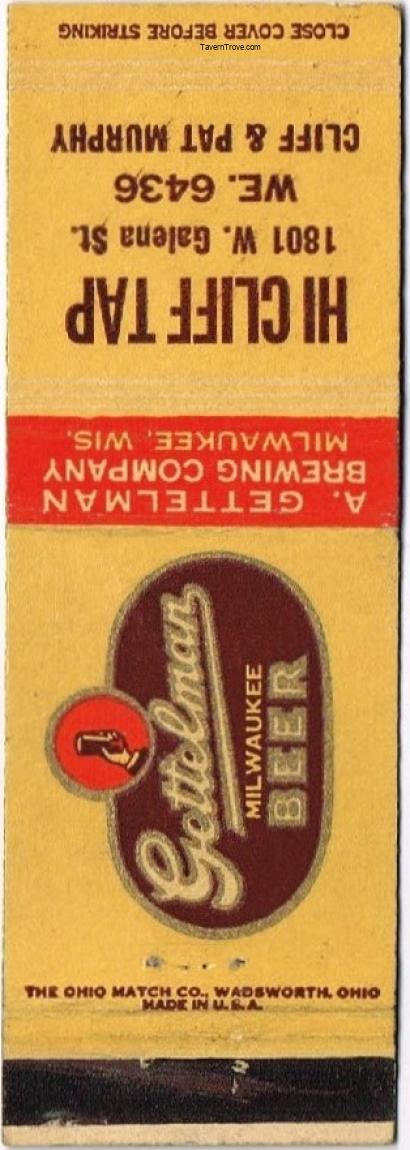 CLOSE COVER BEFORE STRIKING
TavernTrove.com
CLIFF & PAT MURPHY
WE. 6436
1801 W. Galena St.
HI CLIFF TAP
A. GETTELMAN
BREWING COMPANY
MILWAUKEE, WIS.
Gettelman
MILWAUKEE
BEER
THE OHIO MATCH CO., WADSWORTH, OHIO
MADE IN U.S.A.